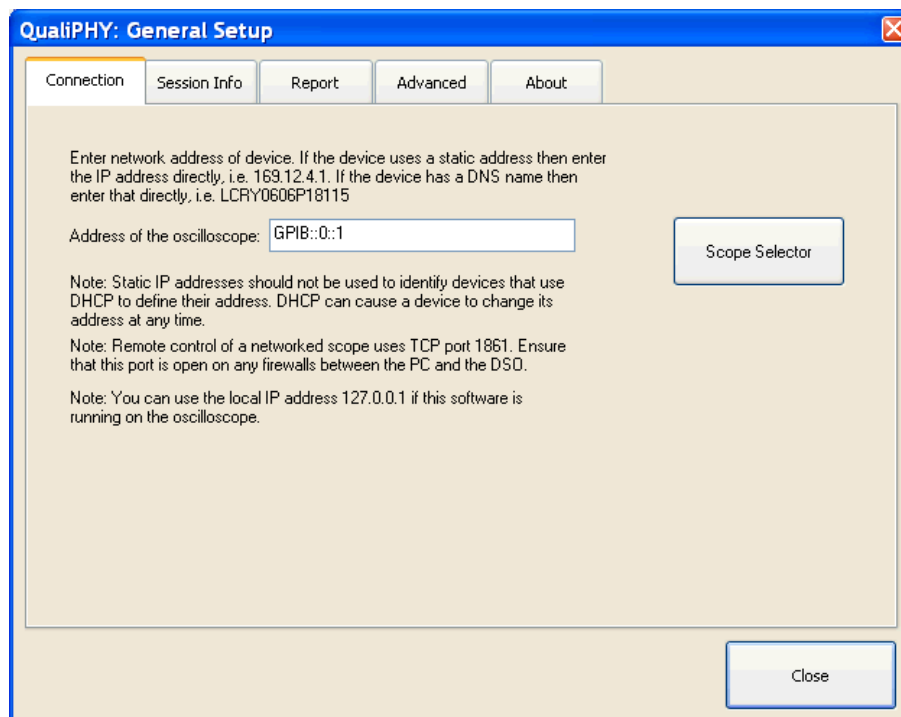 QualiPHY: General Setup
Connection
Session Info
Report
Advanced
About
Enter network address of device. If the device uses a static address then enter
the IP address directly, i.e. 169.12.4.1. If the device has a DNS name then
enter that directly, i.e. LCRY0606P18115
Address of the oscilloscope: GPIB::0::1
Scope Selector
Note: Static IP addresses should not be used to identify devices that use
DHCP to define their address. DHCP can cause a device to change its
address at any time.
Note: Remote control of a networked scope uses TCP port 1861. Ensure
that this port is open on any firewalls between the PC and the DSO.
Note: You can use the local IP address 127.0.0.1 if this software is
running on the oscilloscope.
Close